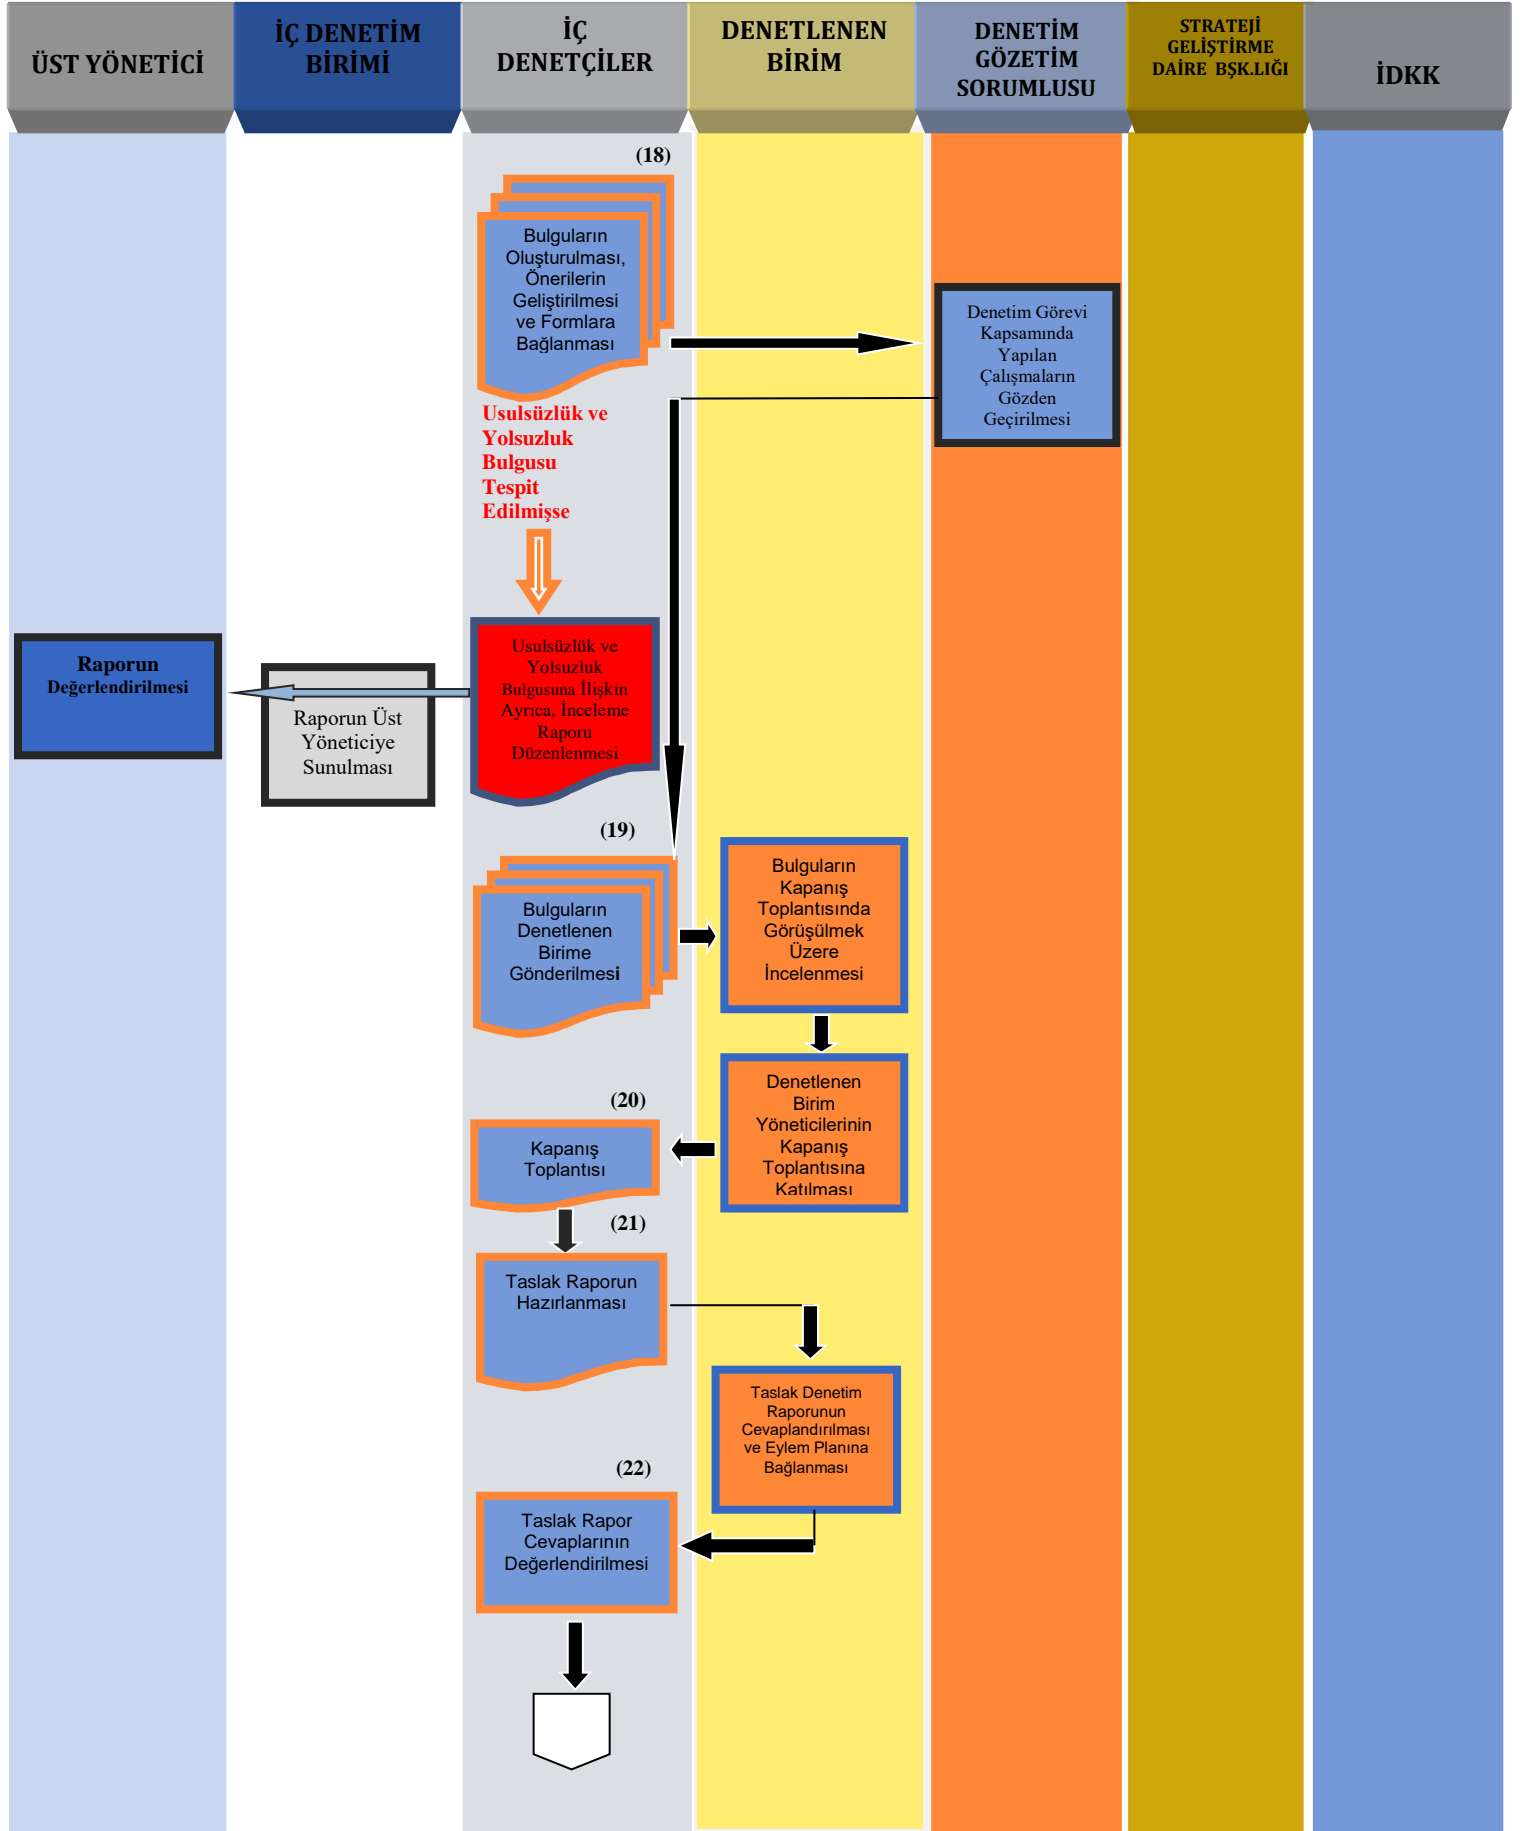 ÜST YÖNETİCİ
İÇ DENETİM
BİRİMİ
İÇ
DENETÇİLER
DENETLENEN
BİRİM
DENETİM
GÖZETİM
SORUMLUSU
STRATEJİ
GELİŞTİRME
DAİRE BŞK.LIĞI
İDKK
(18)
Bulguların
Oluşturulması,
Önerilerin
Geliştirilmesi
ve Formlara
Bağlanması
Denetim Görevi
Kapsamında
Yapılan
Çalışmaların
Gözden
Geçirilmesi
Usulsüzlük ve
Yolsuzluk
Bulgusu
Tespit
Edilmişse
Usulsüzlük ve
Yolsuzluk
Bulgusuna İlişkin
Ayrıca, İnceleme
Raporu
Düzenlenmesi
Raporun Üst
Yöneticiye
Sunulması
Raporun
Değerlendirilmesi
(19)
Bulguların
Denetlenen
Birime
Gönderilmesi
Bulguların
Kapanış
Toplantısında
Görüşülmek
Üzere
İncelenmesi
Denetlenen
Birim
Yöneticilerinin
Kapanış
Toplantısına
Katılması
(20)
Kapanış
Toplantısı
(21)
Taslak Raporun
Hazırlanması
Taslak Denetim
Raporunun
Cevaplandırılması
ve Eylem Planına
Bağlanması
(22)
Taslak Rapor
Cevaplarının
Değerlendirilmesi